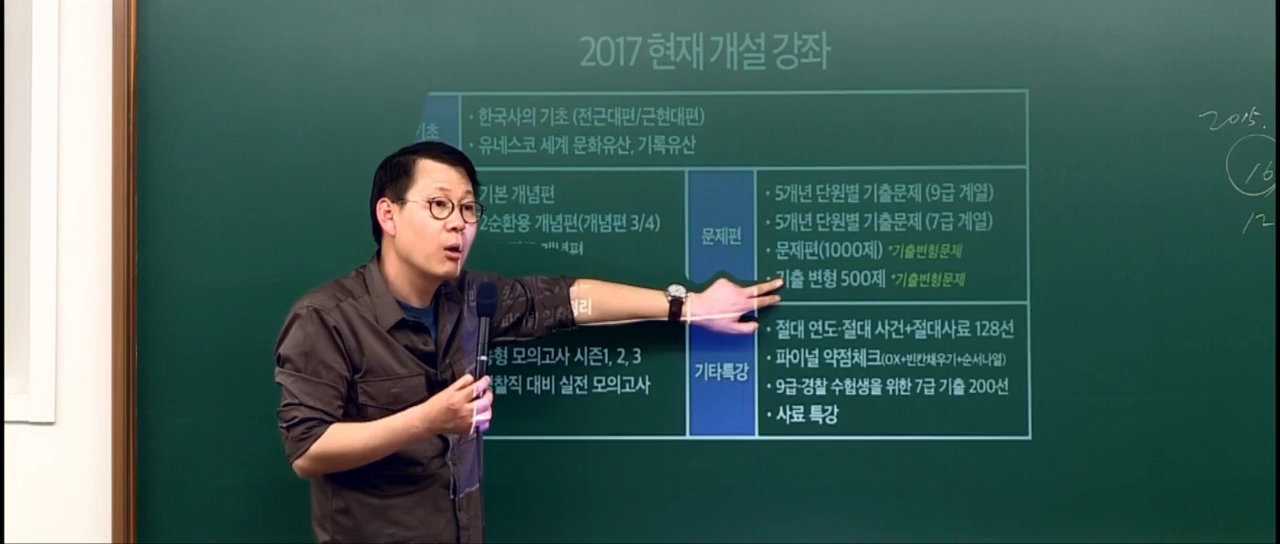 2017 현재 개설 강좌
기초
· 한국사의 기초 (전근대편/근현대편)
· 유네스코 세계 문화유산, 기록유산
기본 개념편
2순환용 개념편(개념편 3/4)
개념편
모의고사 시즌1, 2, 3
대비 실전 모의고사
문제편
· 5개년 단원별 기출문제 (9급 계열)
· 5개년 단원별 기출문제 (7급 계열)
· 문제편(1000제) *기출변형문제
· 기출 변형 500제 *기출변형문제
기타특강
· 절대 연도·절대 사건+절대사료 128선
· 파이널 약점체크(OX+빈칸채우기+순서나열)
· 9급·경찰 수험생을 위한 7급 기출 200선
· 사료 특강
2015.
16
12